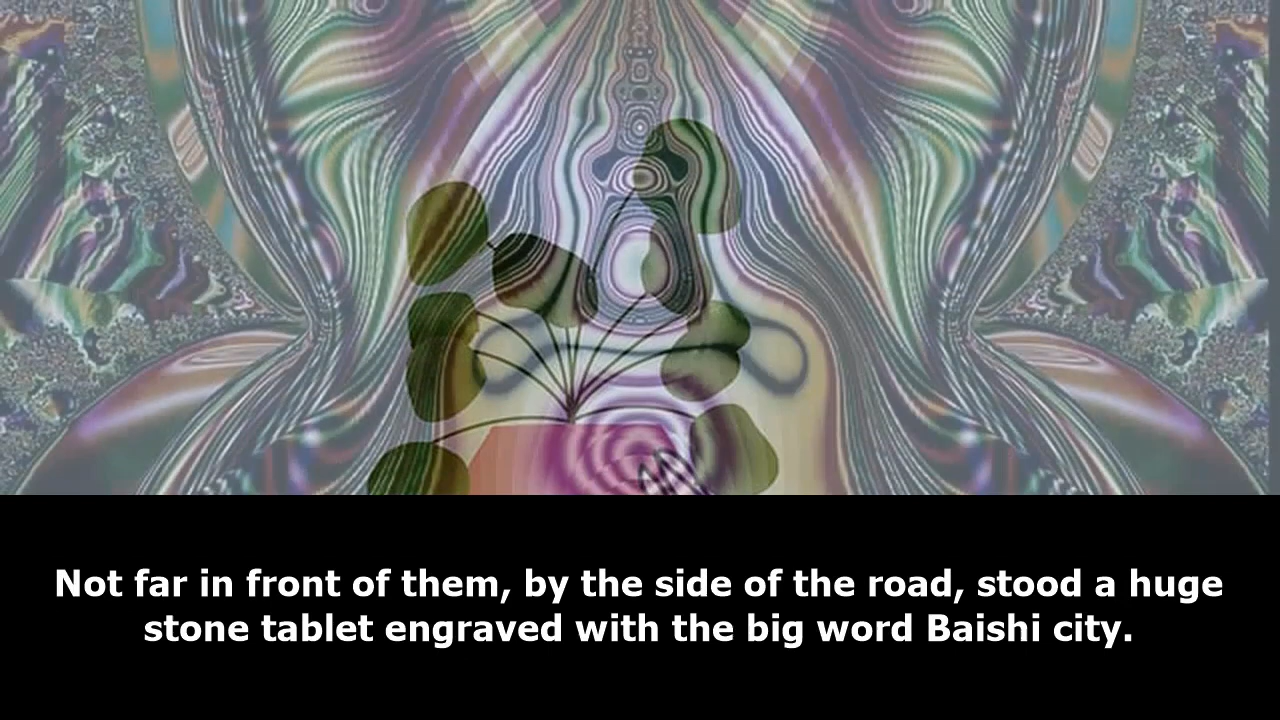 Not far in front of them, by the side of the road, stood a huge
stone tablet engraved with the big word Baishi city.